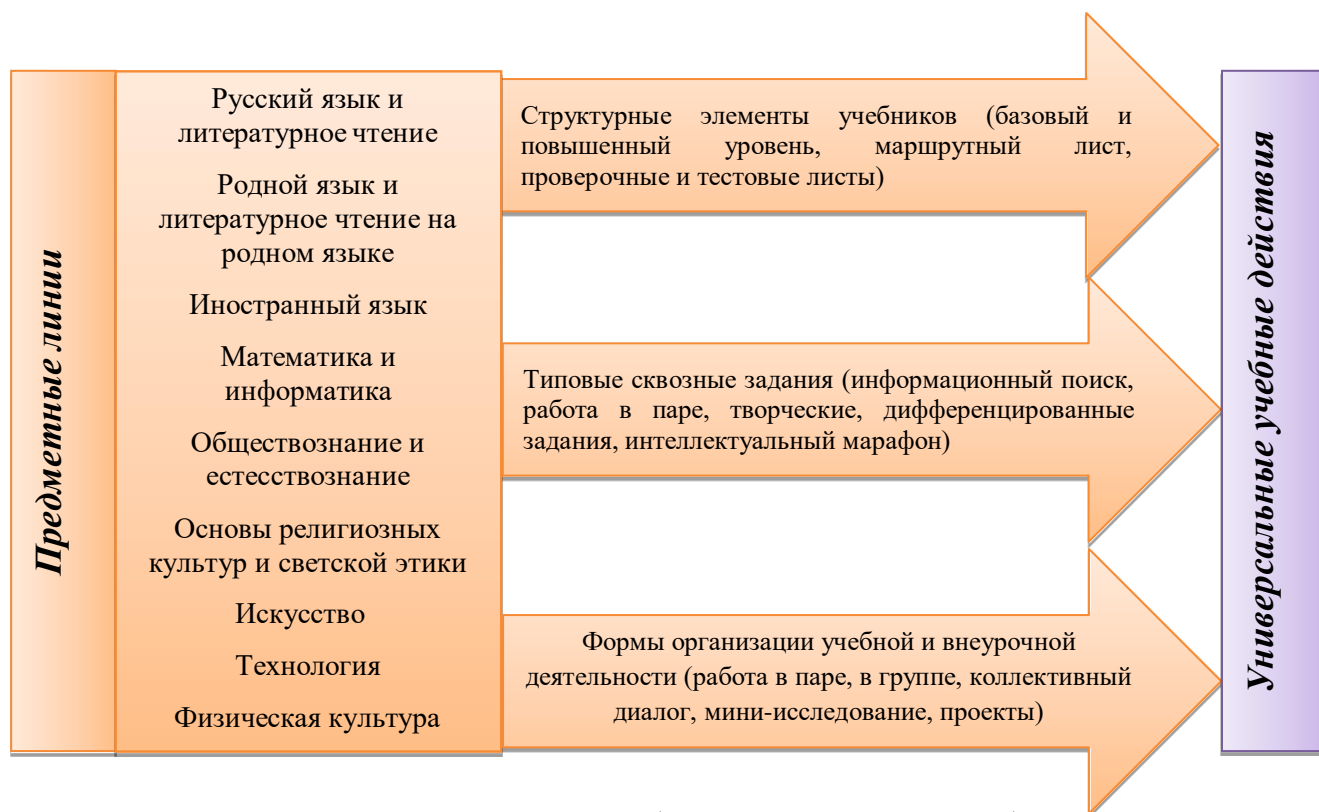 Предметные линии
Русский язык и
литературное чтение
Родной язык и
литературное чтение на
родном языке
Иностранный язык
Математика и
информатика
Обществознание и
естесствознание
Основы религиозных
культур и светской этики
Искусство
Технология
Физическая культура
Структурные элементы учебников (базовый и
повышенный уровень, маршрутный лист,
проверочные и тестовые листы)
Типовые сквозные задания (информационный поиск,
работа в паре, творческие, дифференцированные
задания, интеллектуальный марафон)
Формы организации учебной и внеурочной
деятельности (работа в паре, в группе, коллективный
диалог, мини-исследование, проекты)
Универсальные учебные действия